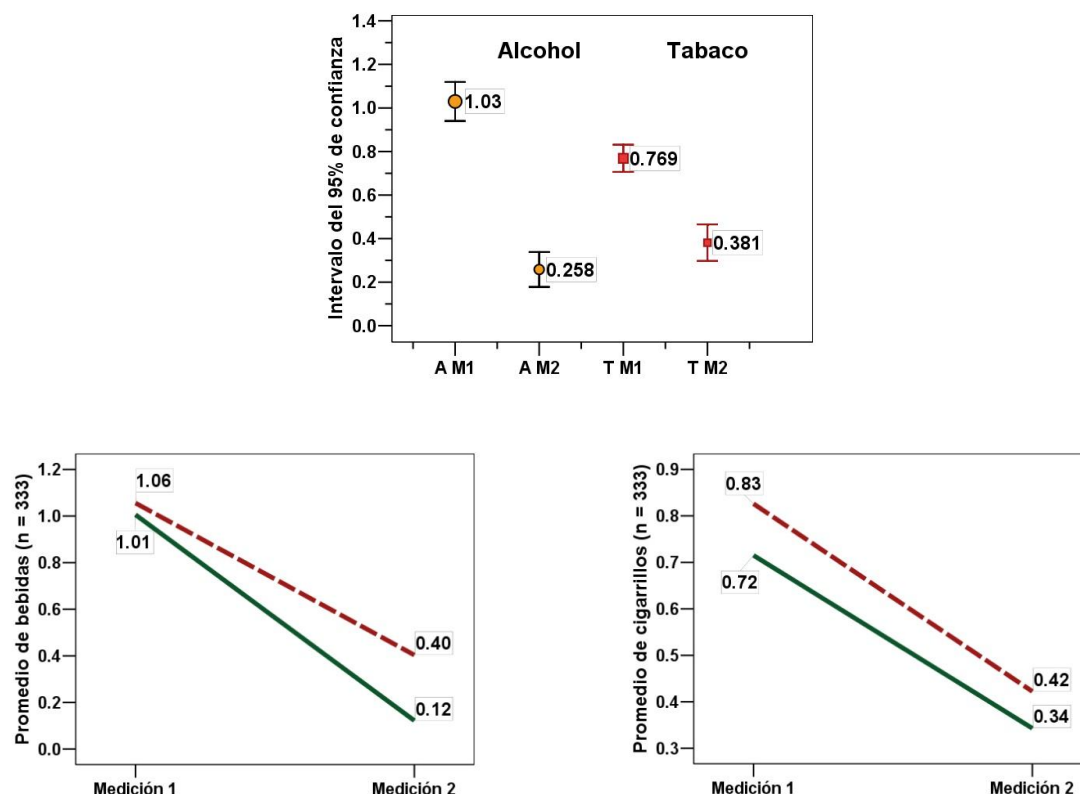 Intervalo del 95% de confianza
1.4
1.2
1.0
0.8
0.6
0.4
0.2
0.0
Alcohol
Tabaco
1.03
0.258
0.769
0.381
A M1
A M2
T M1
T M2
Promedio de bebidas (n = 333)
1.2
1.0
0.8
0.6
0.4
0.2
0.0
1.06
1.01
0.40
0.12
Medición 1
Medición 2
Promedio de cigarrillos (n = 333)
0.9
0.8
0.7
0.6
0.5
0.4
0.3
0.83
0.72
0.42
0.34
Medición 1
Medición 2